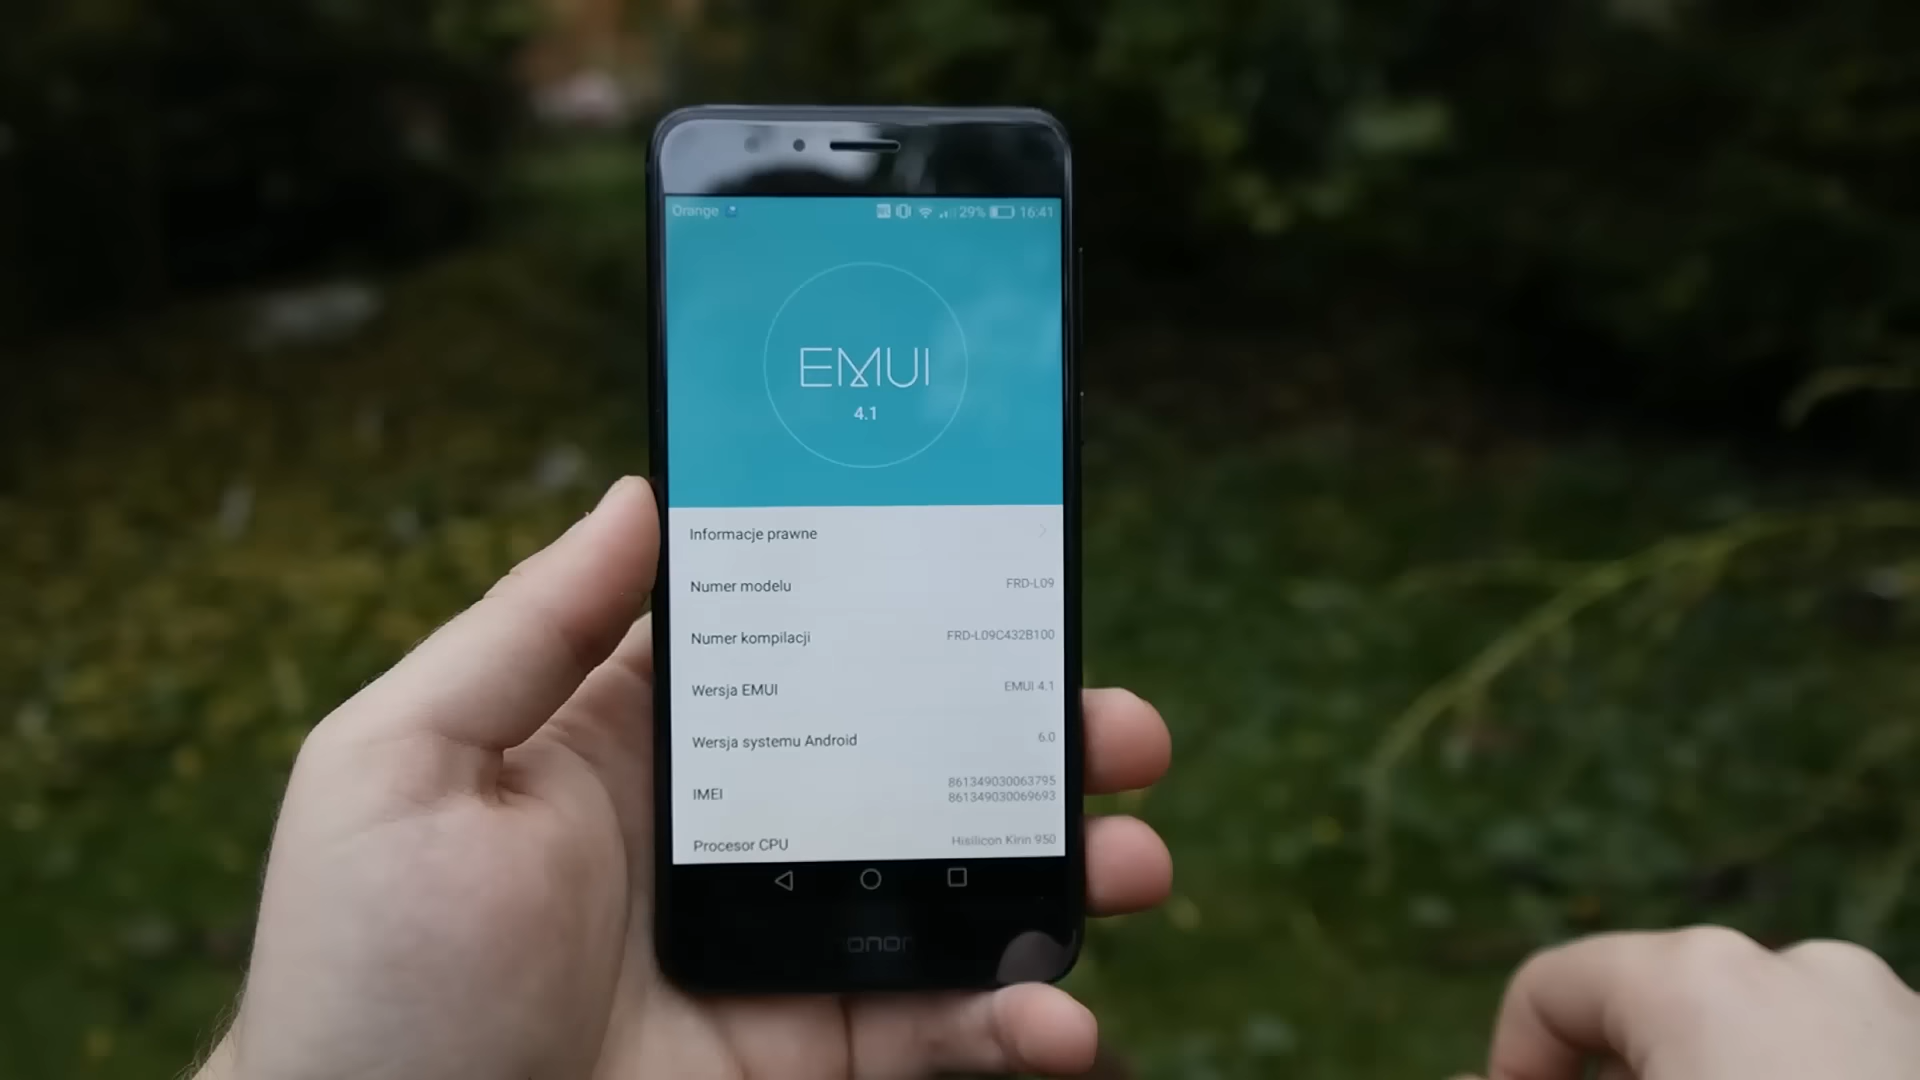 Orange 29% 16:41
EMUI
4.1
Informacje prawne
Numer modelu FRD-L09
Numer kompilacji FRD-L09C432B100
Wersja EMUI EMUI 4.1
Wersja systemu Android 6.0
IMEI 861349030063795
861349030069693
Procesor CPU Hisilicon Kirin 950
honor